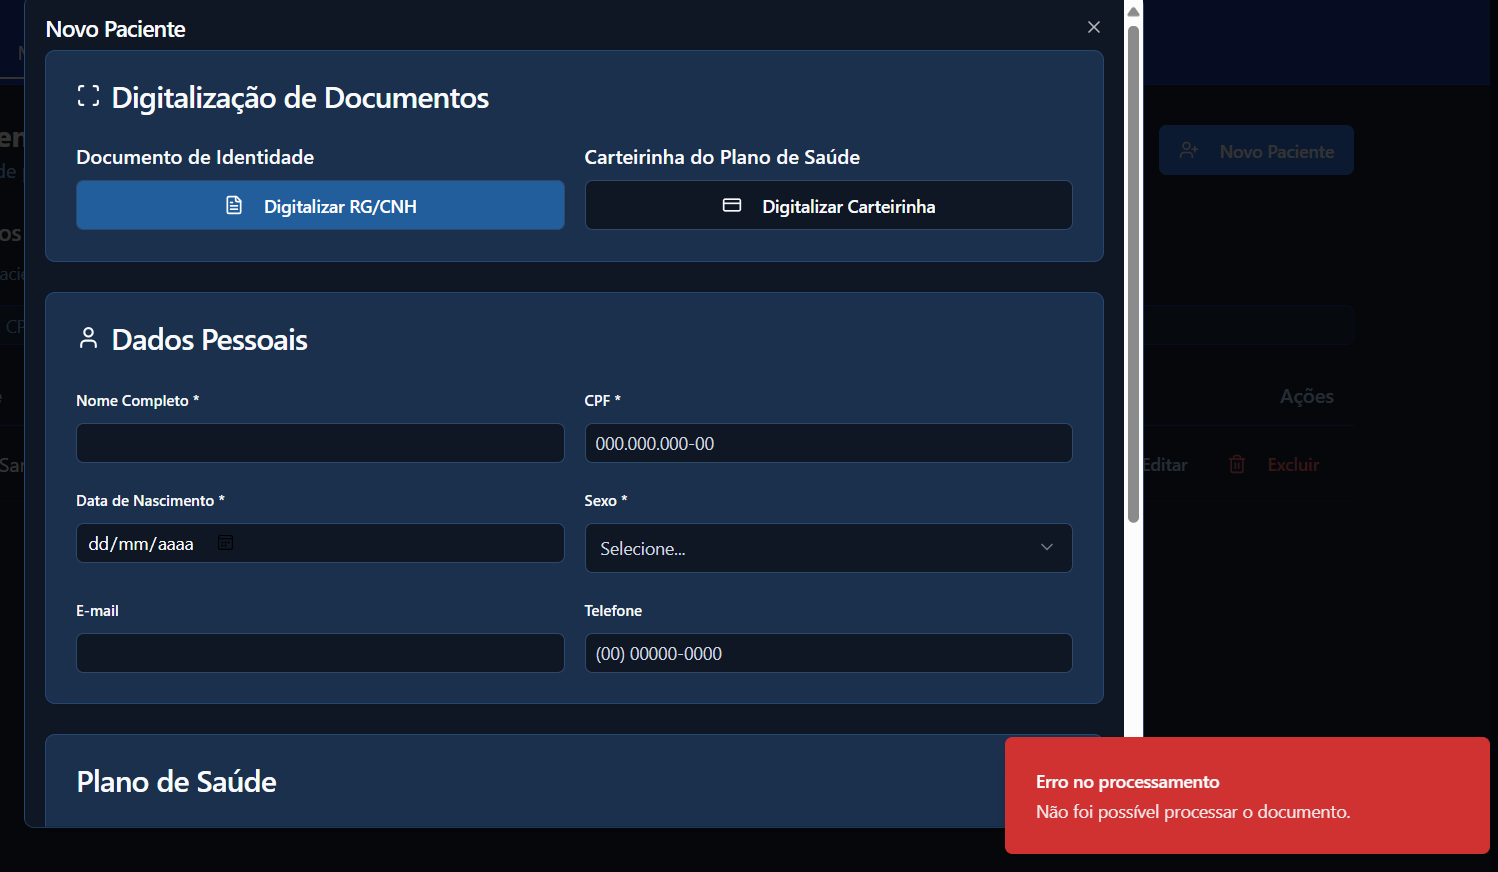 Novo Paciente
Digitalização de Documentos
Documento de Identidade
Carteirinha do Plano de Saúde
Digitalizar RG/CNH
Digitalizar Carteirinha
Novo Paciente
Dados Pessoais
Nome Completo *
CPF *
000.000.000-00
Ações
Editar
Excluir
Data de Nascimento *
Sexo *
dd/mm/aaaa
Selecione...
E-mail
Telefone
(00) 00000-0000
Plano de Saúde
Erro no processamento
Não foi possível processar o documento.